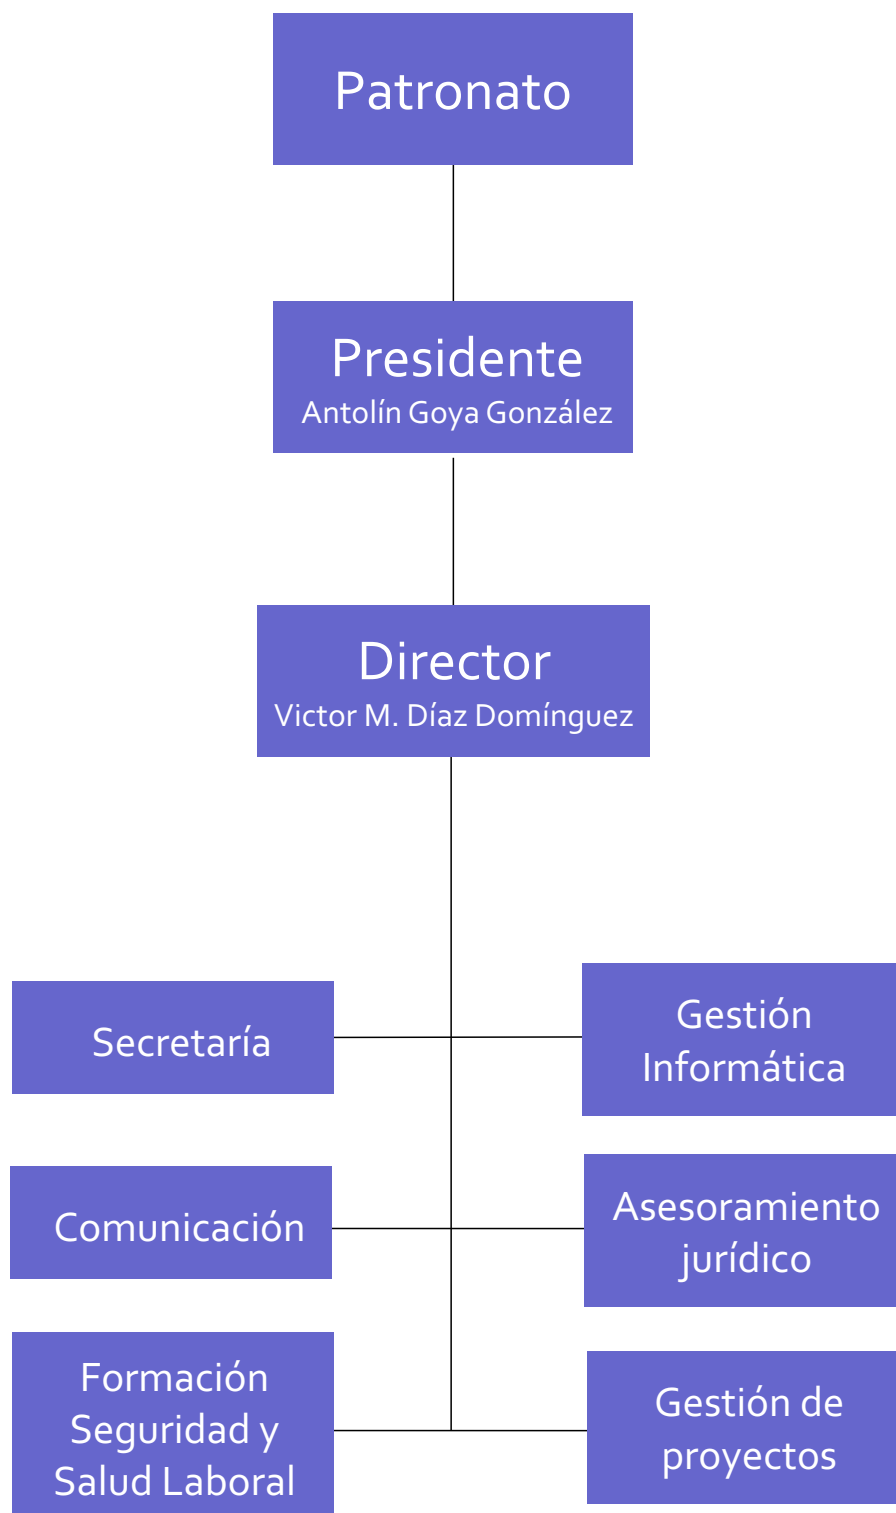 Patronato
Presidente
Antolín Goya González
Director
Victor M. Díaz Domínguez
Secretaría
Gestión
Informática
Comunicación
Asesoramiento
jurídico
Formación
Seguridad y
Salud Laboral
Gestión de
proyectos